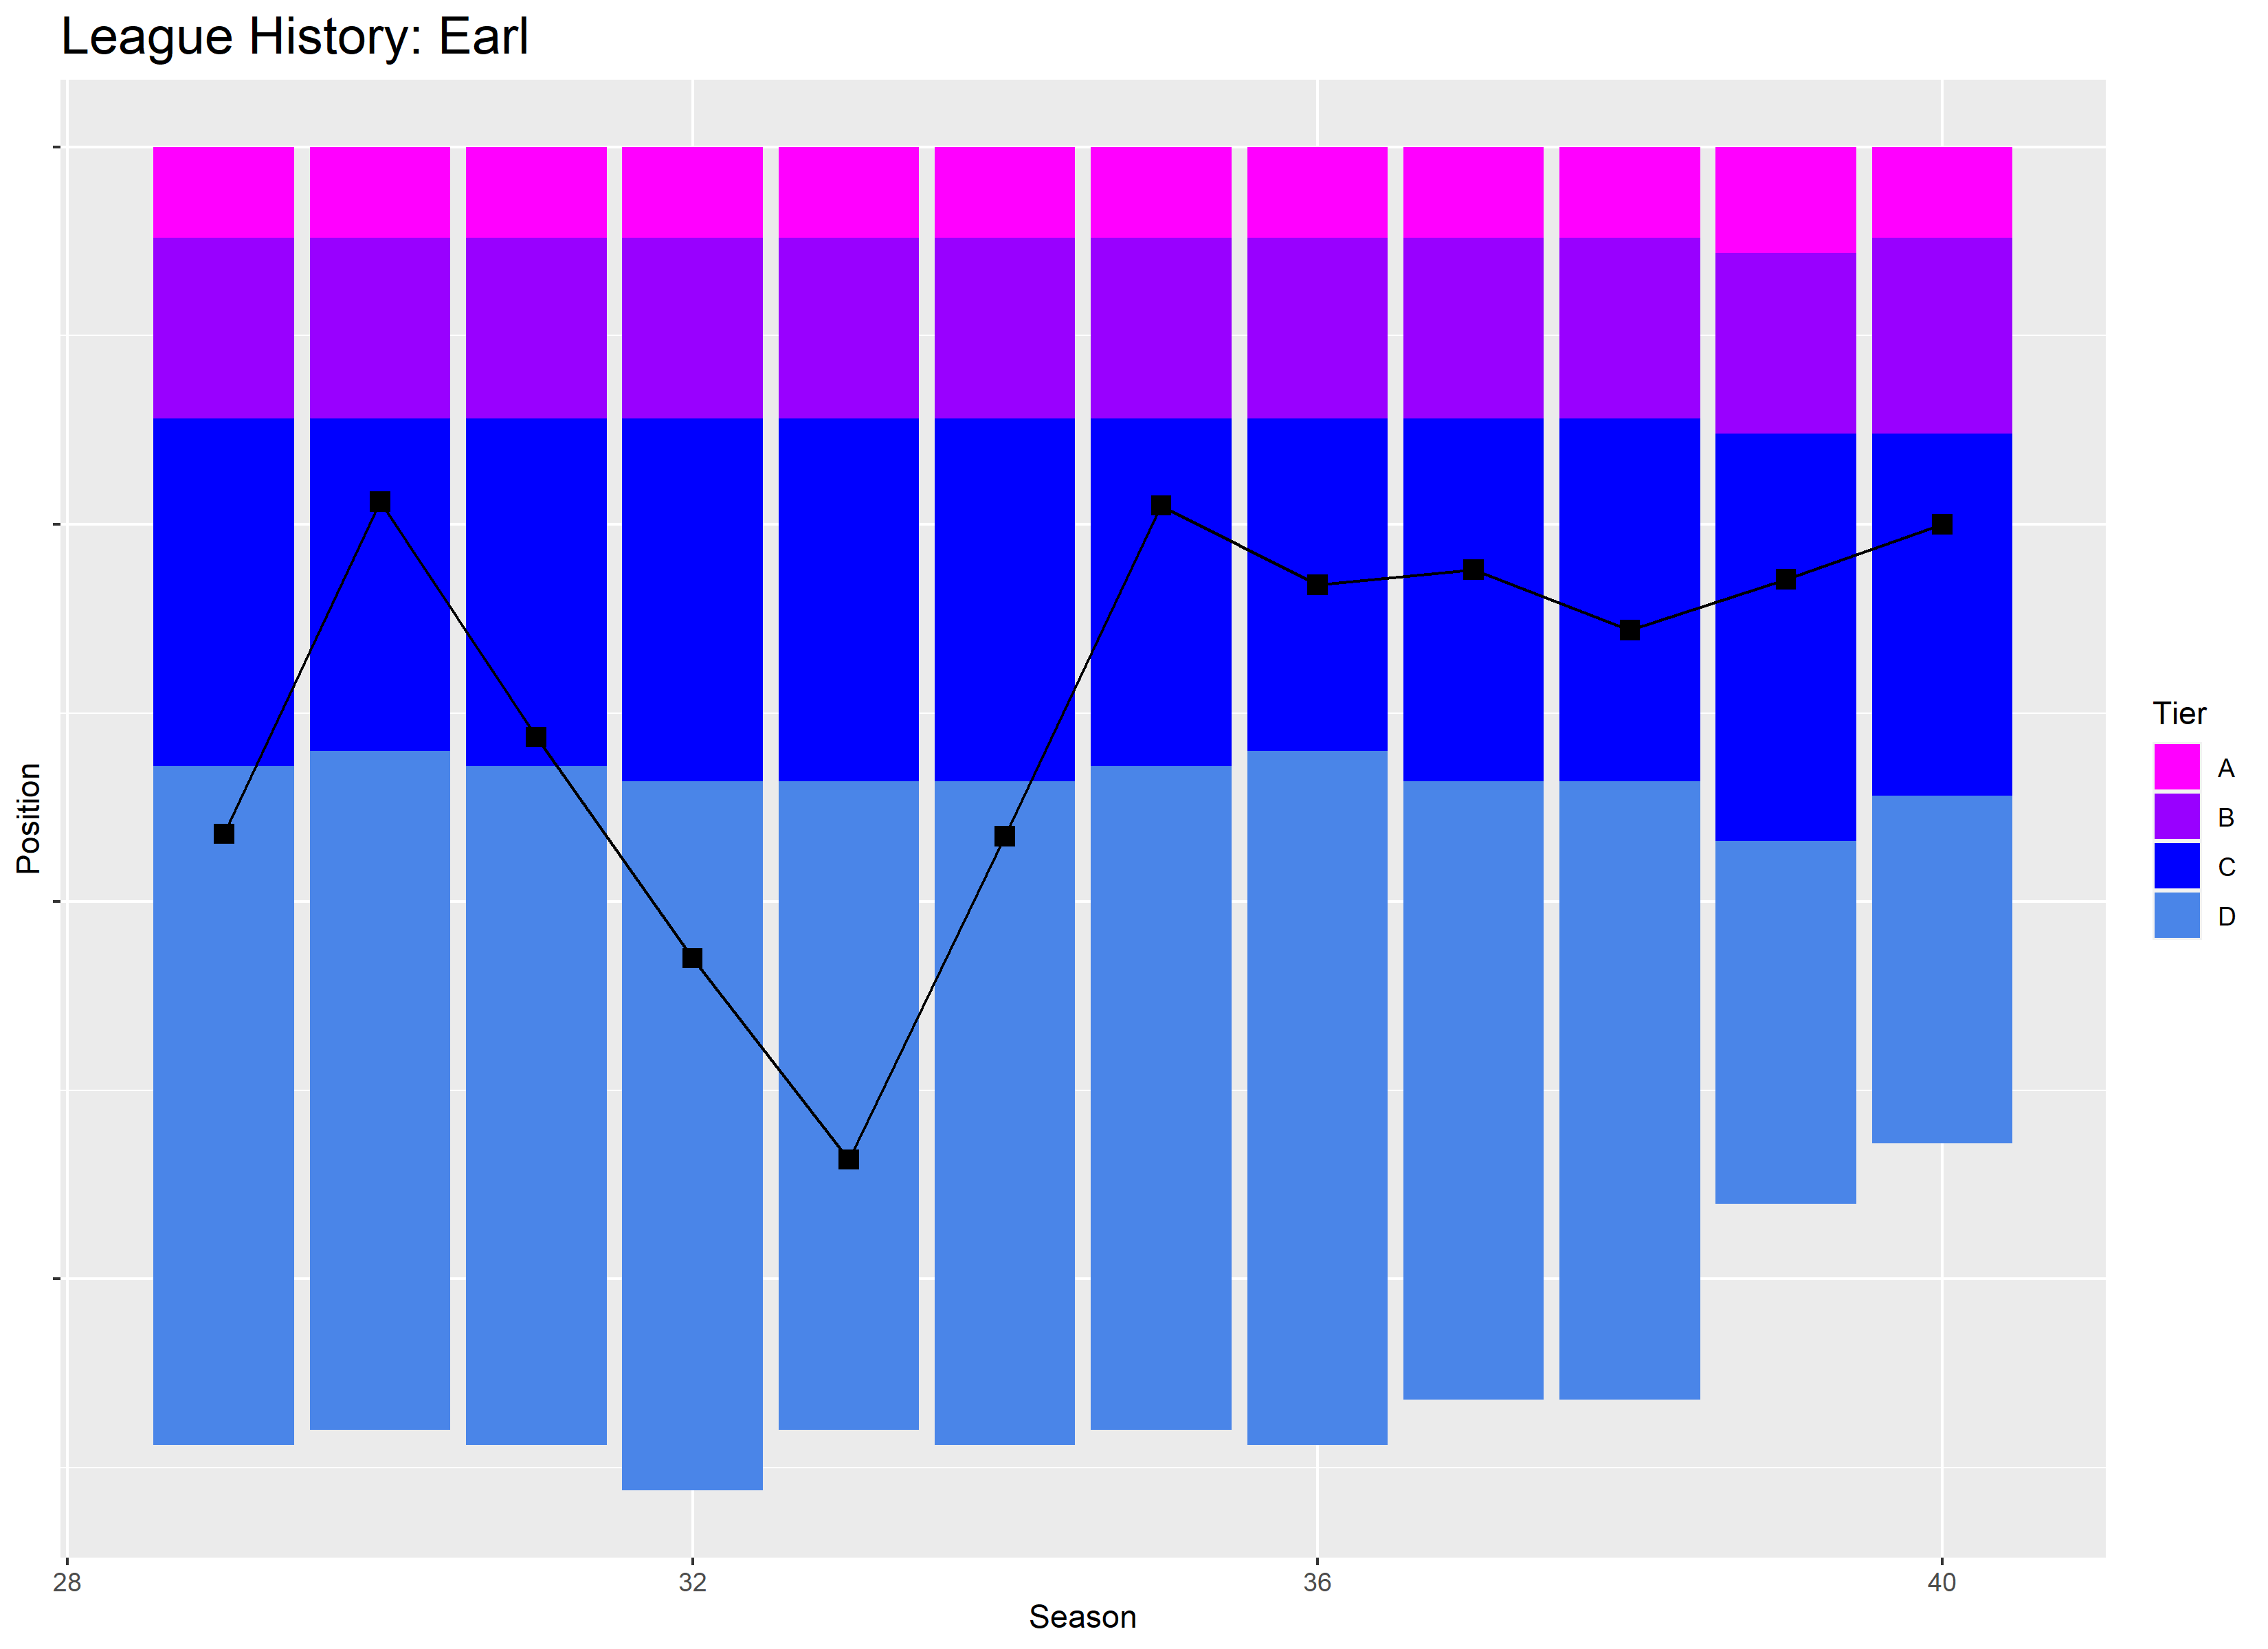 League History: Earl
Position
Tier
A
B
C
D
28
32
36
40
Season